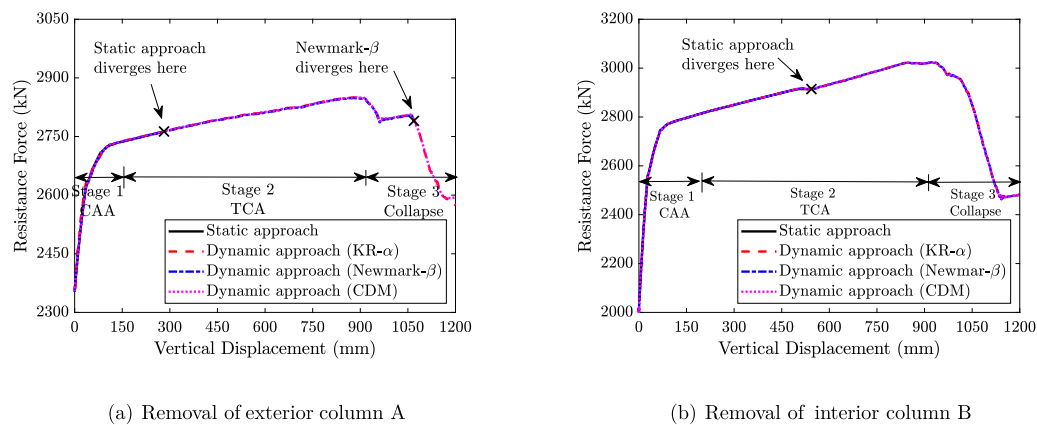 3050
2900
2750
2600
2450
2300
Resistance Force (kN)
Static approach
diverges here
Newmark-β
diverges here
Stage 1
CAA
Stage 2
TCA
Stage 3
Collapse
Static approach
Dynamic approach (KR-α)
Dynamic approach (Newmark-β)
Dynamic approach (CDM)
0 150 300 450 600 750 900 1050 1200
Vertical Displacement (mm)
(a) Removal of exterior column A
3000
2800
2600
2400
2200
2000
Resistance Force (kN)
Static approach
diverges here
Stage 1
CAA
Stage 2
TCA
Stage 3
Collapse
Static approach
Dynamic approach (KR-α)
Dynamic approach (Newmar-β)
Dynamic approach (CDM)
0 150 300 450 600 750 900 1050 1200
Vertical Displacement (mm)
(b) Removal of interior column B